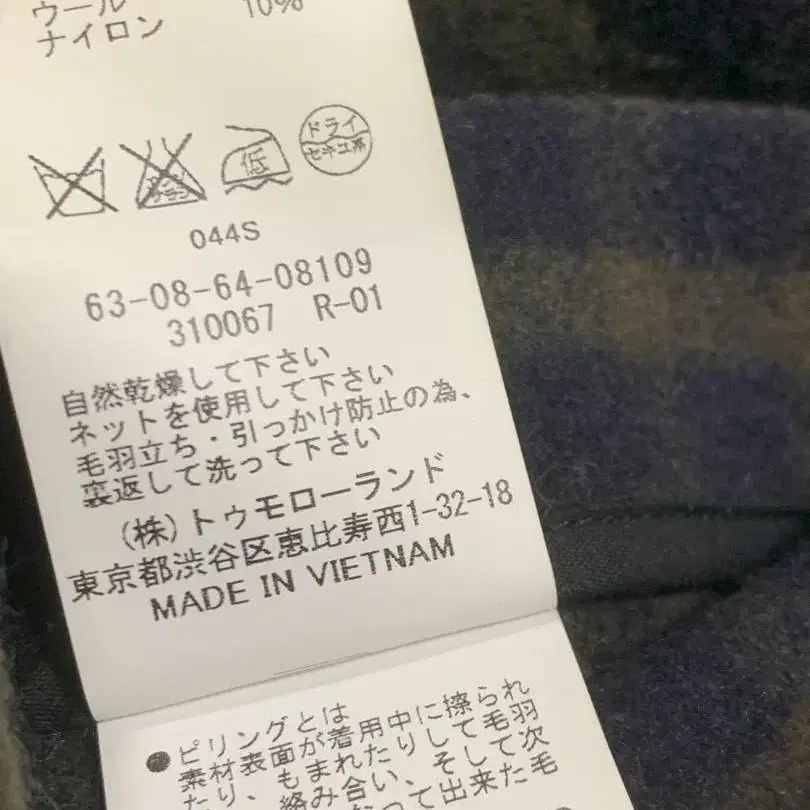 ウール
ナイロン 10%
低
ドライ
セキユ系
044S
63-08-64-08109
310067 R-01
自然乾燥して下さい
ネットを使用して下さい
毛羽立ち・引っかけ防止の為、
裏返して洗って下さい
(株)トゥモローランド
東京都渋谷区恵比寿西1-32-18
MADE IN VIETNAM
●ピリングとは
素材表面が着用中に擦られ
たり、もまれたりして毛羽
絡み合い、そして次
って出来た毛